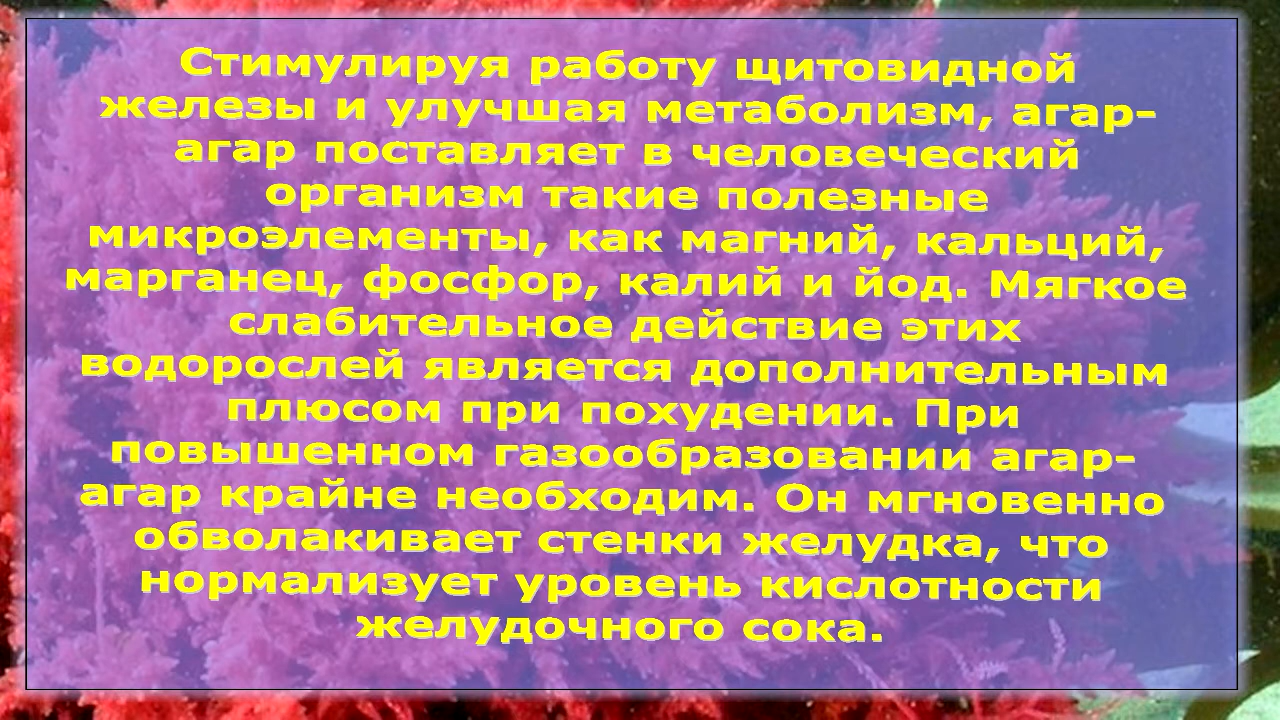 Стимулируя работу щитовидной
железы и улучшая метаболизм, агар-
агар поставляет в человеческий
организм такие полезные
микроэлементы, как магний, кальций,
марганец, фосфор, калий и йод. Мягкое
слабительное действие этих
водорослей является дополнительным
плюсом при похудении. При
повышенном газообразовании агар-
агар крайне необходим. Он мгновенно
обволакивает стенки желудка, что
нормализует уровень кислотности
желудочного сока.